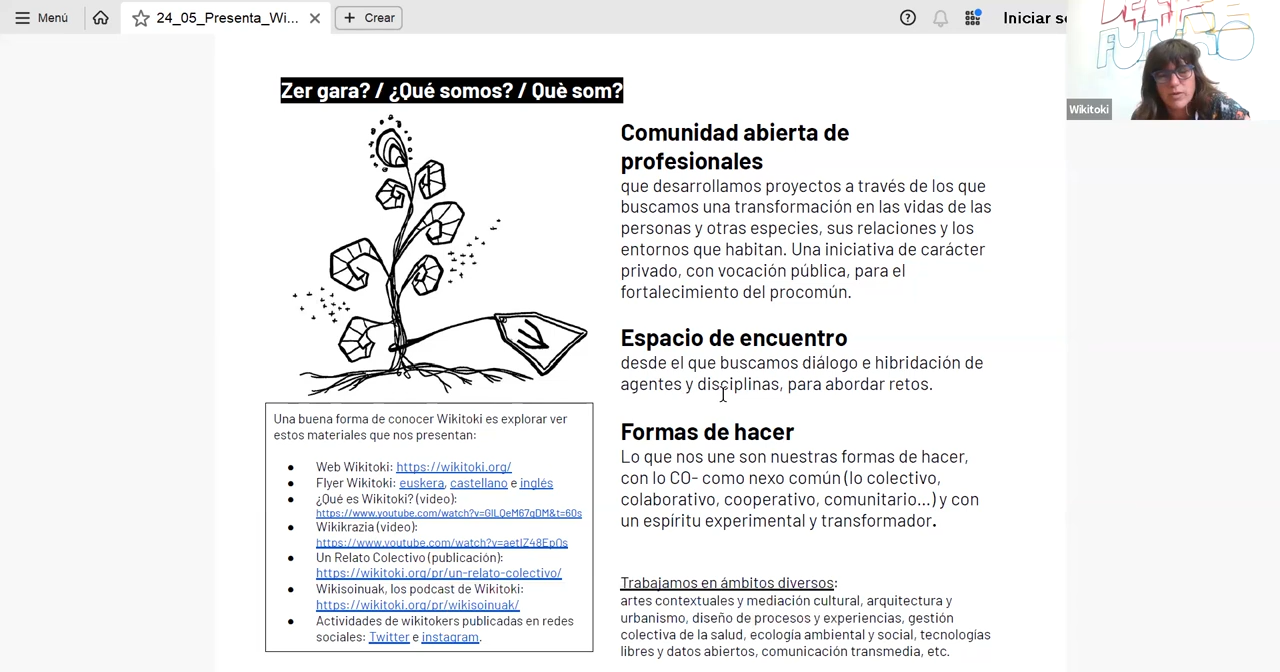 Menú
24_05_Presenta_Wi...
Crear
Iniciar se
FUTURO
Wikitoki
Zer gara? / ¿Qué somos? / Què som?
Comunidad abierta de
profesionales
que desarrollamos proyectos a través de los que
buscamos una transformación en las vidas de las
personas y otras especies, sus relaciones y los
entornos que habitan. Una iniciativa de carácter
privado, con vocación pública, para el
fortalecimiento del procomún.
Espacio de encuentro
desde el que buscamos diálogo e hibridación de
agentes y disciplinas, para abordar retos.
Formas de hacer
Lo que nos une son nuestras formas de hacer,
con lo CO- como nexo común (lo colectivo,
colaborativo, cooperativo, comunitario...) y con
un espíritu experimental y transformador.
Trabajamos en ámbitos diversos:
artes contextuales y mediación cultural, arquitectura y
urbanismo, diseño de procesos y experiencias, gestión
colectiva de la salud, ecología ambiental y social, tecnologías
libres y datos abiertos, comunicación transmedia, etc.
Una buena forma de conocer Wikitoki es explorar ver
estos materiales que nos presentan:
● Web Wikitoki: https://wikitoki.org/
● Flyer Wikitoki: euskera, castellano e inglés
● ¿Qué es Wikitoki? (video):
https://www.youtube.com/watch?v=GILQeM67qDM&t=60s
● Wikikrazia (video):
https://www.youtube.com/watch?v=aetIZ48EpQs
● Un Relato Colectivo (publicación):
https://wikitoki.org/pr/un-relato-colectivo/
● Wikisoinuak, los podcast de Wikitoki:
https://wikitoki.org/pr/wikisoinuak/
● Actividades de wikitokers publicadas en redes
sociales: Twitter e instagram.